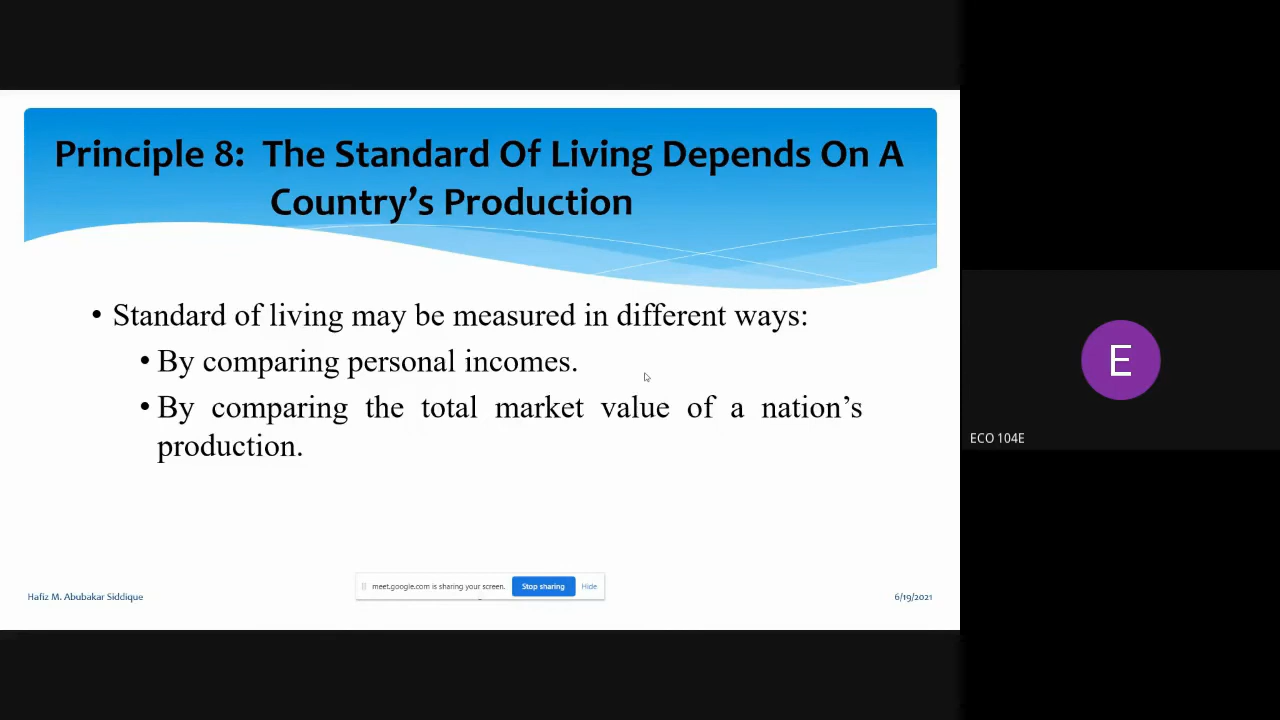 Principle 8: The Standard Of Living Depends On A
Country’s Production
• Standard of living may be measured in different ways:
• By comparing personal incomes.
• By comparing the total market value of a nation’s
production.
meet.google.com is sharing your screen. Stop sharing Hide
Hafiz M. Abubakar Siddique
6/19/2021
E
ECO 104E